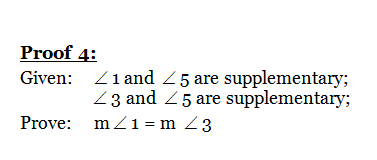 Proof 4:
Given: ∠1 and ∠5 are supplementary;
∠3 and ∠5 are supplementary;
Prove: m∠1 = m ∠3